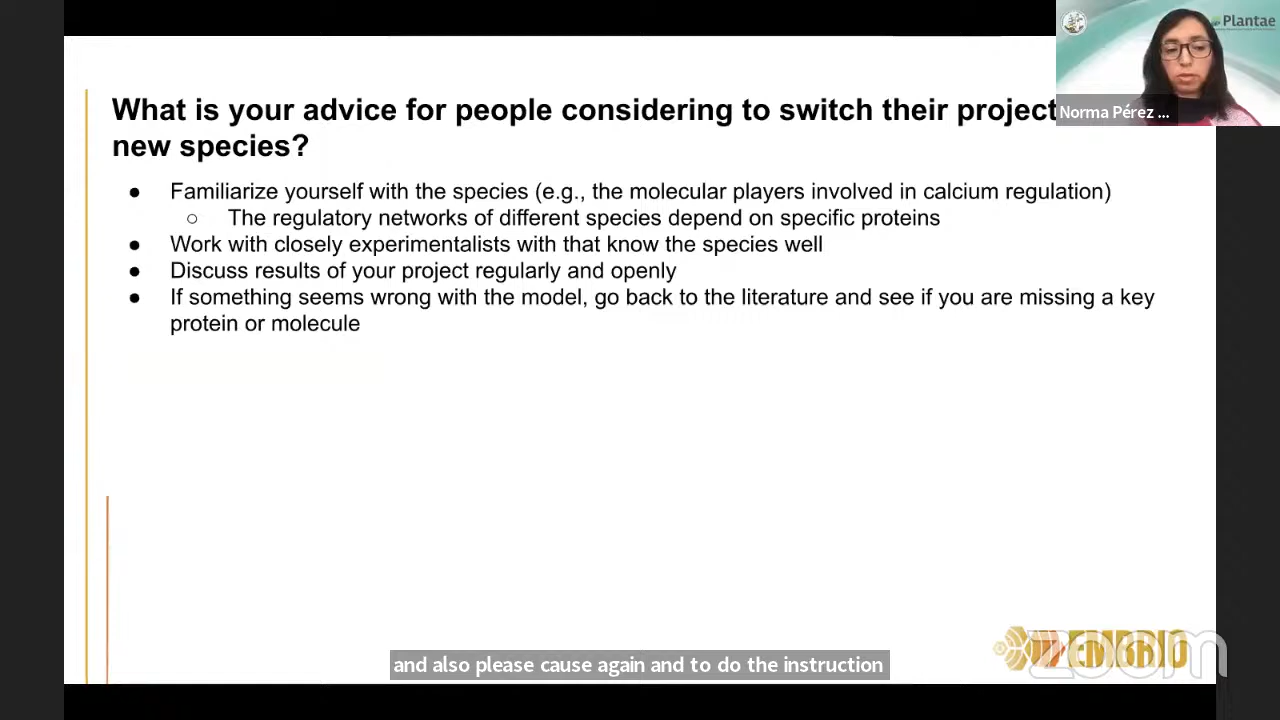 Plantae
Norma Pérez ...
What is your advice for people considering to switch their project
new species?
● Familiarize yourself with the species (e.g., the molecular players involved in calcium regulation)
○ The regulatory networks of different species depend on specific proteins
● Work with closely experimentalists with that know the species well
● Discuss results of your project regularly and openly
● If something seems wrong with the model, go back to the literature and see if you are missing a key
protein or molecule
EMBRIO
zoom
and also please cause again and to do the instruction